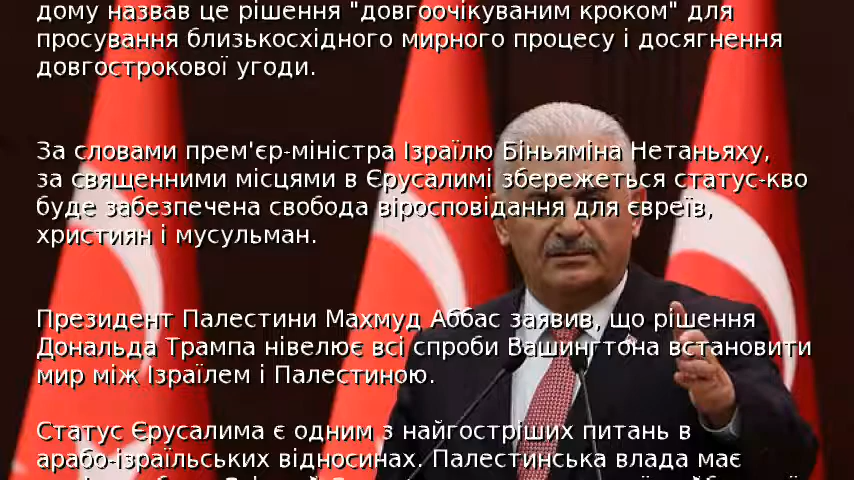 дому назвав це рішення "довгоочікуваним кроком" для
просування близькосхідного мирного процесу і досягнення
довгострокової угоди.
За словами прем'єр-міністра Ізраїлю Біньяміна Нетаньяху,
за священними місцями в Єрусалимі збережеться статус-кво
буде забезпечена свобода віросповідання для євреїв,
християн і мусульман.
Президент Палестини Махмуд Аббас заявив, що рішення
Дональда Трампа нівелює всі спроби Вашингтона встановити
мир між Ізраїлем і Палестиною.
Статус Єрусалима є одним з найгостріших питань в
арабо-ізраїльських відносинах. Палестинська влада має